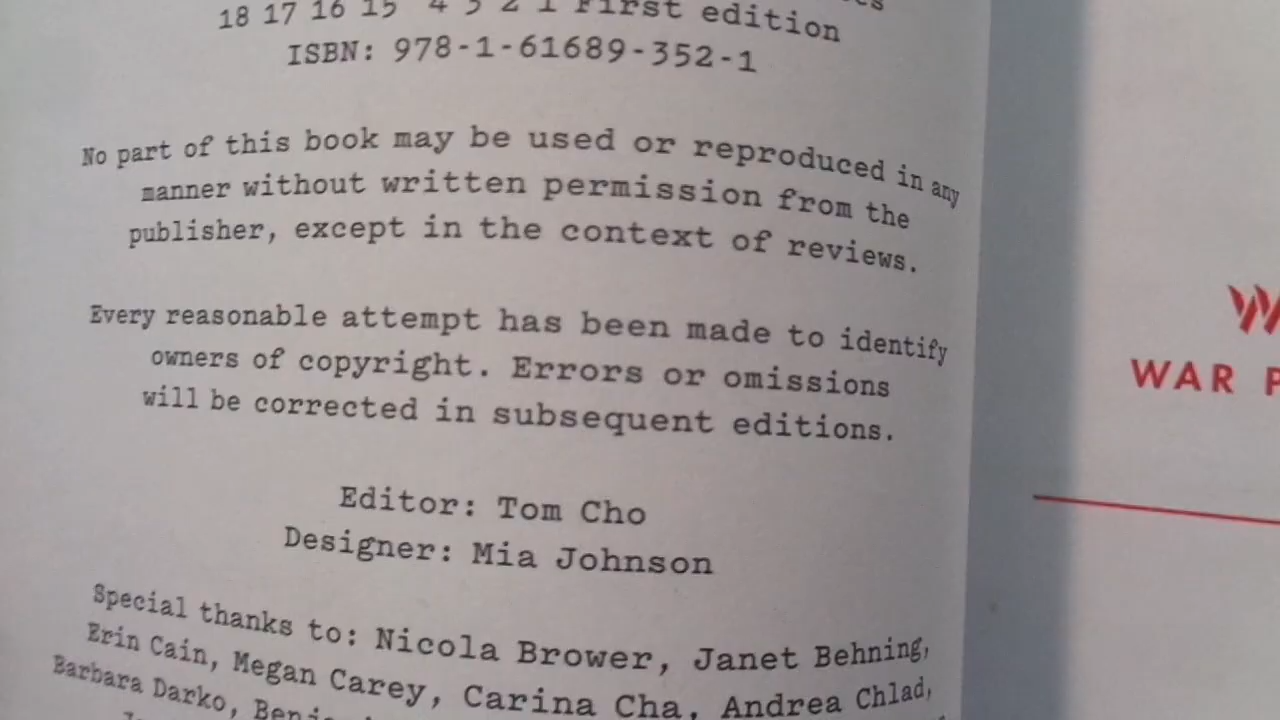 18 17 16 15 4 3 2 1 First edition
ISBN: 978-1-61689-352-1
No part of this book may be used or reproduced in any
manner without written permission from the
publisher, except in the context of reviews.
Every reasonable attempt has been made to identify
owners of copyright. Errors or omissions
will be corrected in subsequent editions.
Editor: Tom Cho
Designer: Mia Johnson
Special thanks to: Nicola Brower, Janet Behning,
Erin Cain, Megan Carey, Carina Cha, Andrea Chlad,
Barbara Darko,
WAR